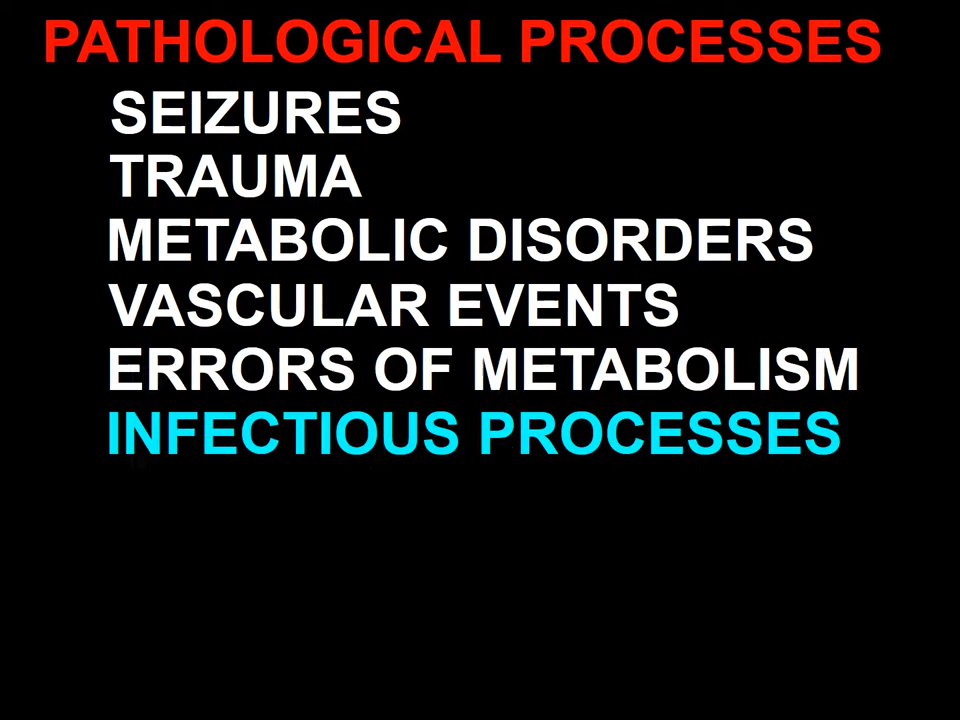 PATHOLOGICAL PROCESSES
SEIZURES
TRAUMA
METABOLIC DISORDERS
VASCULAR EVENTS
ERRORS OF METABOLISM
INFECTIOUS PROCESSES